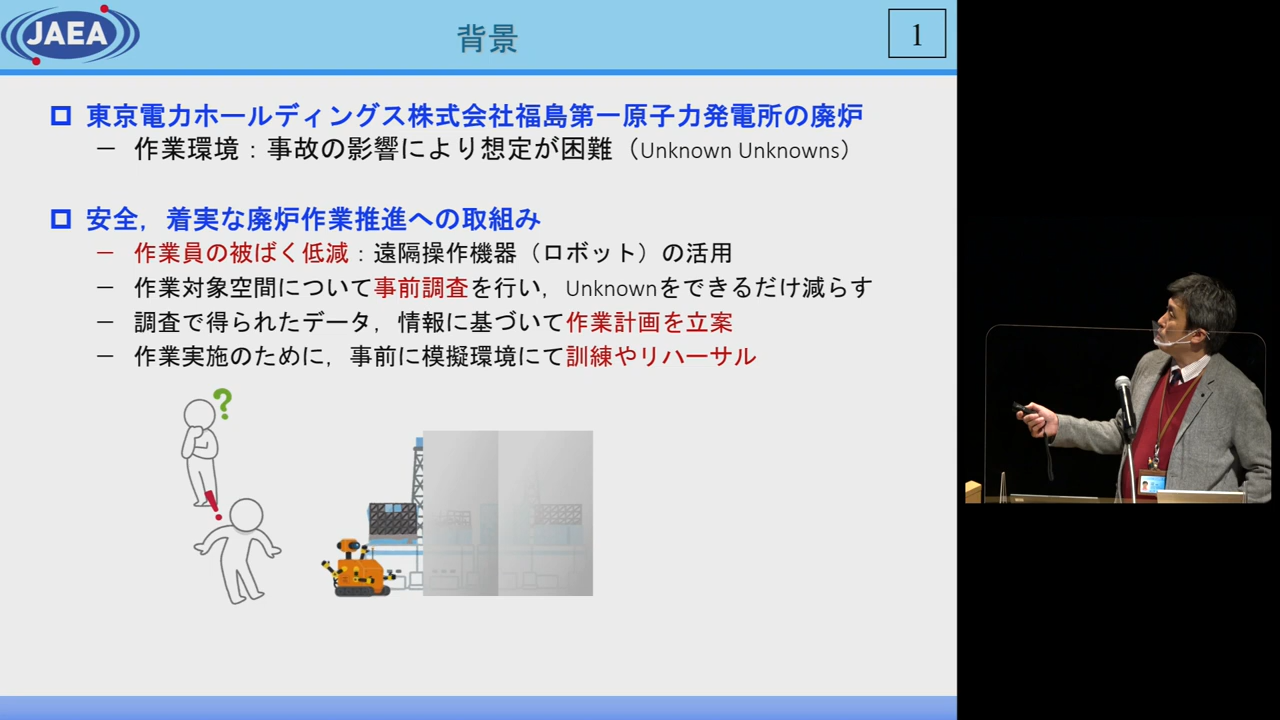 JAEA
背景
1
東京電力ホールディングス株式会社福島第一原子力発電所の廃炉
－ 作業環境：事故の影響により想定が困難（Unknown Unknowns）
安全，着実な廃炉作業推進への取組み
－ 作業員の被ばく低減：遠隔操作機器（ロボット）の活用
－ 作業対象空間について事前調査を行い，Unknownをできるだけ減らす
－ 調査で得られたデータ，情報に基づいて作業計画を立案
－ 作業実施のために，事前に模擬環境にて訓練やリハーサル
?
!